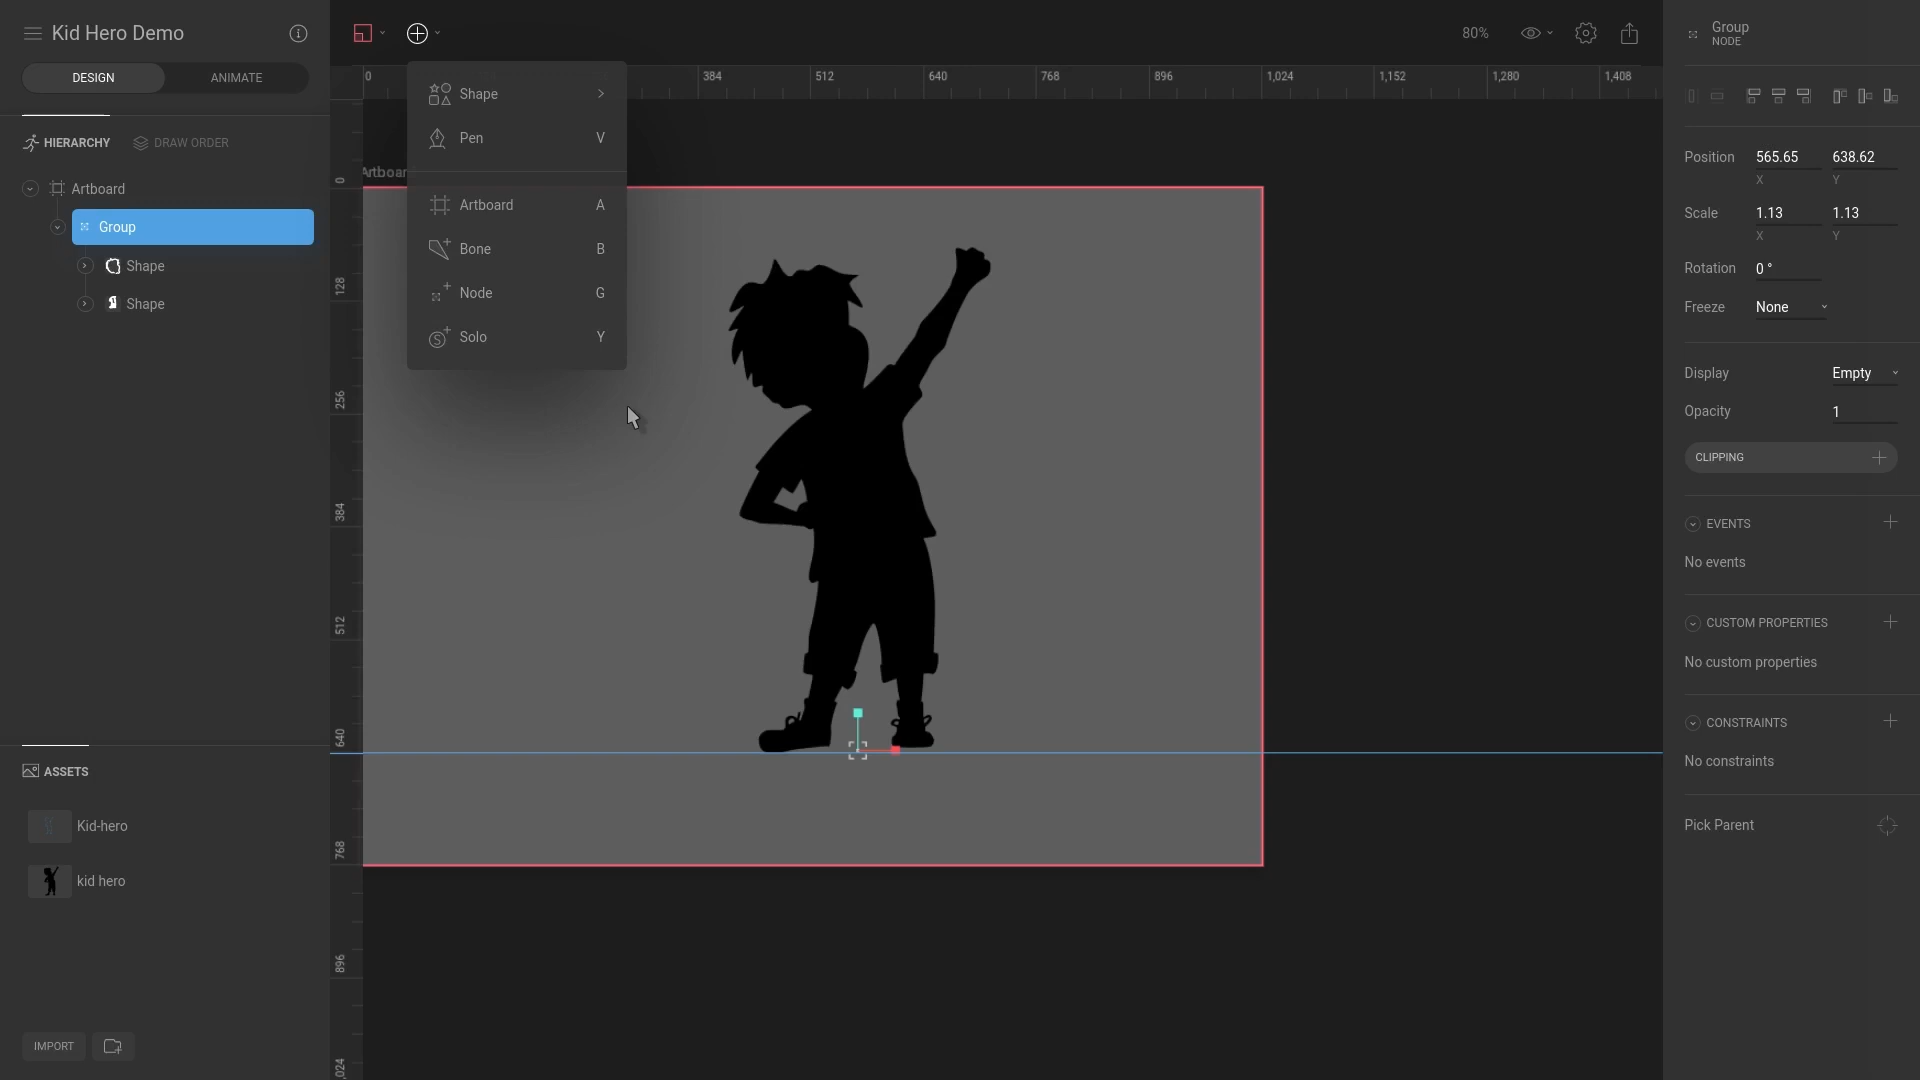 Kid Hero Demo
DESIGN
ANIMATE
HIERARCHY
DRAW ORDER
Artboard
Group
Shape
Shape
ASSETS
Kid-hero
kid hero
IMPORT
80%
0
384
512
640
768
896
1,024
1,152
1,280
1,408
Shape
Pen V
Artboard A
Bone B
Node G
Solo Y
Artboar
0
128
256
384
512
640
768
896
,024
Group
NODE
Position 565.65 638.62
X Y
Scale 1.13 1.13
X Y
Rotation 0 °
Freeze None
Display Empty
Opacity 1
CLIPPING
EVENTS
No events
CUSTOM PROPERTIES
No custom properties
CONSTRAINTS
No constraints
Pick Parent